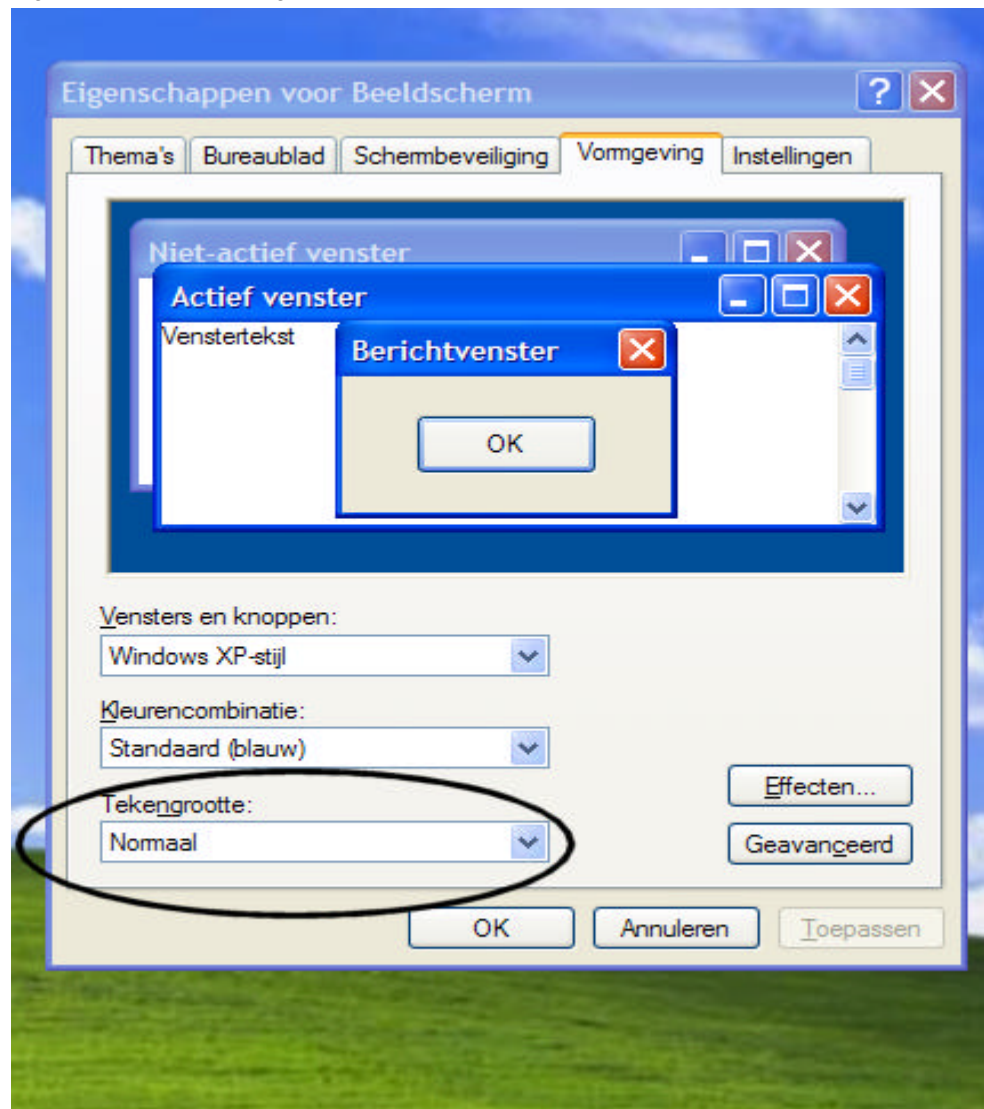 Eigenschappen voor Beeldscherm
Thema's Bureaublad Schermbeveiliging Vormgeving Instellingen
Niet-actief venster
Actief venster
Venstertekst
Berichtvenster
OK
Vensters en knoppen:
Windows XP-stijl
Kleurencombinatie:
Standaard (blauw)
Effecten...
Tekengrootte:
Normaal
Geavanceerd
OK Annuleren Toepassen